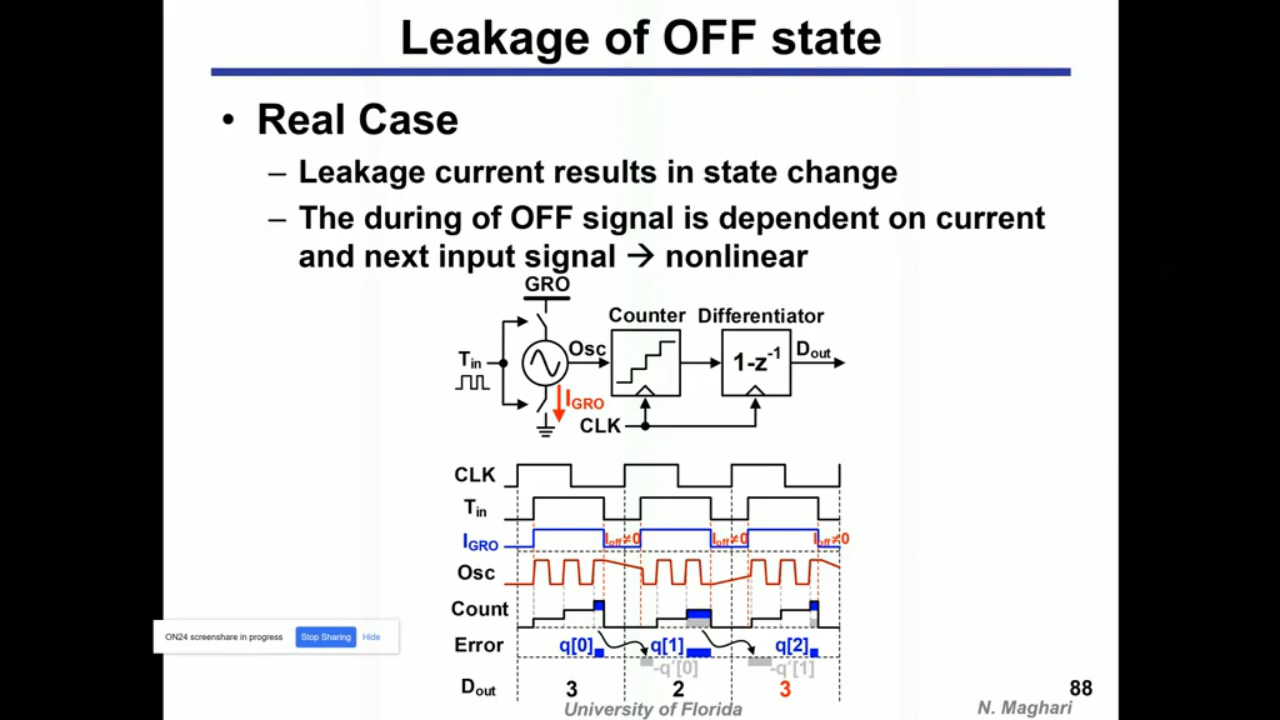 Leakage of OFF state
• Real Case
– Leakage current results in state change
– The during of OFF signal is dependent on current
and next input signal → nonlinear
GRO
Counter Differentiator
Tin
Osc
1-z-1
Dout
IGRO
CLK
CLK
Tin
IGRO
Ioff≠0 Ioff≠0 Ioff≠0
Osc
Count
ON24 screenshare in progress Stop Sharing Hide
Error q[0] q[1] q[2]
-q'[0] -q'[1]
Dout 3 2 3
88
University of Florida N. Maghari